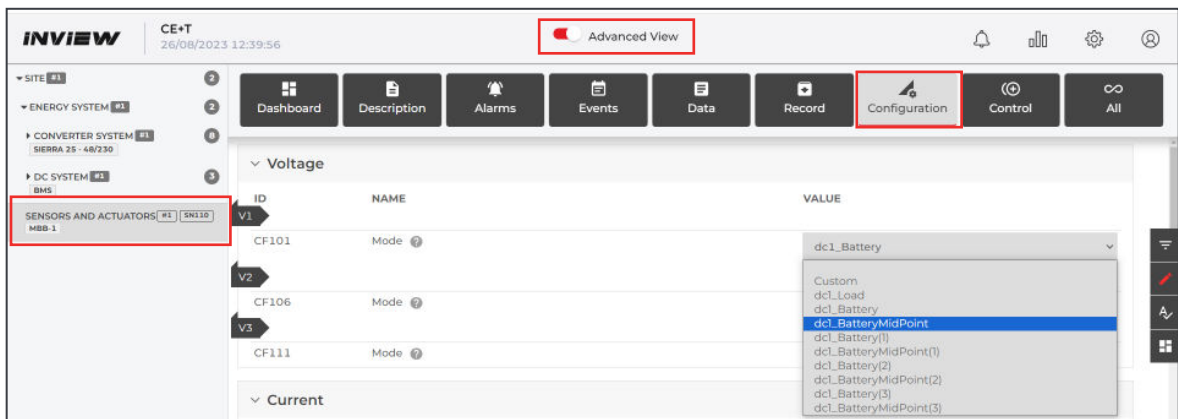 iNViEW
CE+T
26/08/2023 12:39:56
Advanced View
SITE #1 2
ENERGY SYSTEM #1 2
CONVERTER SYSTEM #1 8
SIERRA 25 - 48/230
DC SYSTEM #1 3
BMS
SENSORS AND ACTUATORS #1 SN110
MBB-1
Dashboard
Description
Alarms
Events
Data
Record
Configuration
Control
All
Voltage
ID NAME VALUE
V1
CF101 Mode ? dc1_Battery
V2
CF106 Mode ?
V3
CF111 Mode ?
Custom
dc1_Load
dc1_Battery
dc1_BatteryMidPoint
dc1_Battery(1)
dc1_BatteryMidPoint(1)
dc1_Battery(2)
dc1_BatteryMidPoint(2)
dc1_Battery(3)
dc1_BatteryMidPoint(3)
Current